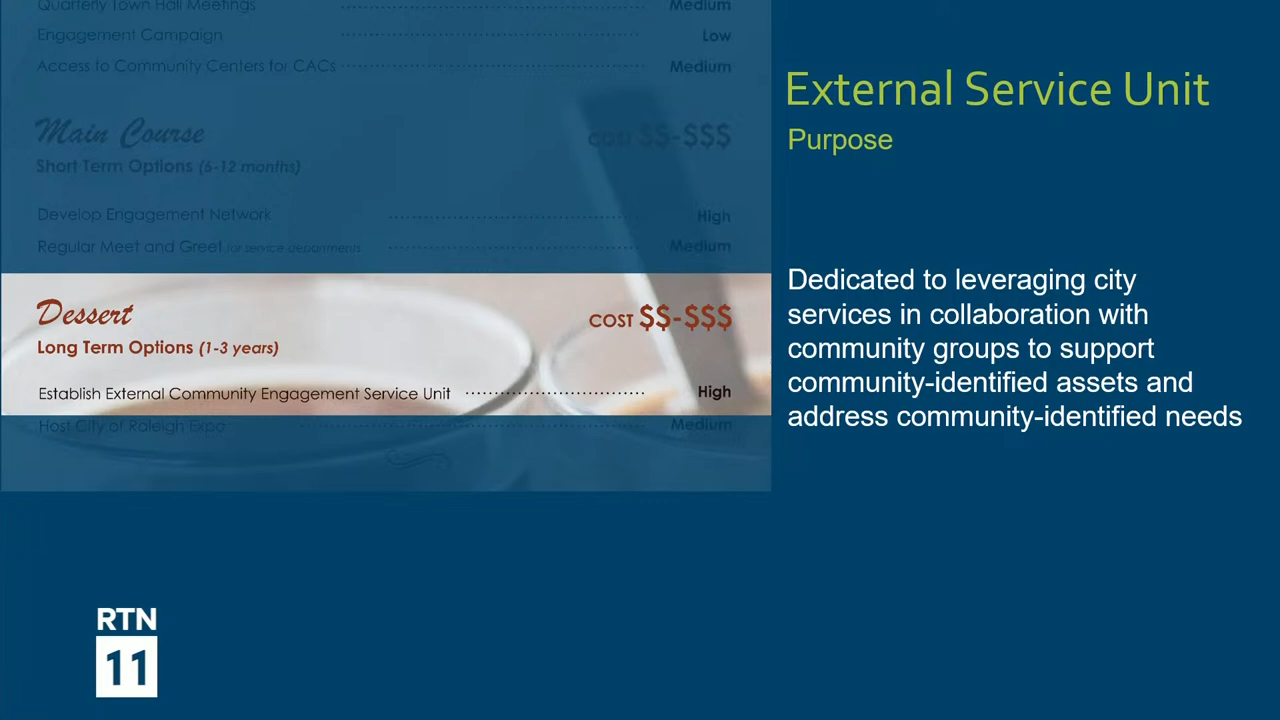 Quarterly Town Hall Meetings ........ Medium
Engagement Campaign ........ Low
Access to Community Centers for CACs ........ Medium
Main Course COST $$-$$$
Short Term Options (6-12 months)
Develop Engagement Network ........ High
Regular Meet and Greet for service departments ........ Medium
Dessert COST $$-$$$
Long Term Options (1-3 years)
Establish External Community Engagement Service Unit ........ High
Host City of Raleigh Expo ........ Medium
External Service Unit
Purpose
Dedicated to leveraging city
services in collaboration with
community groups to support
community-identified assets and
address community-identified needs
RTN
11